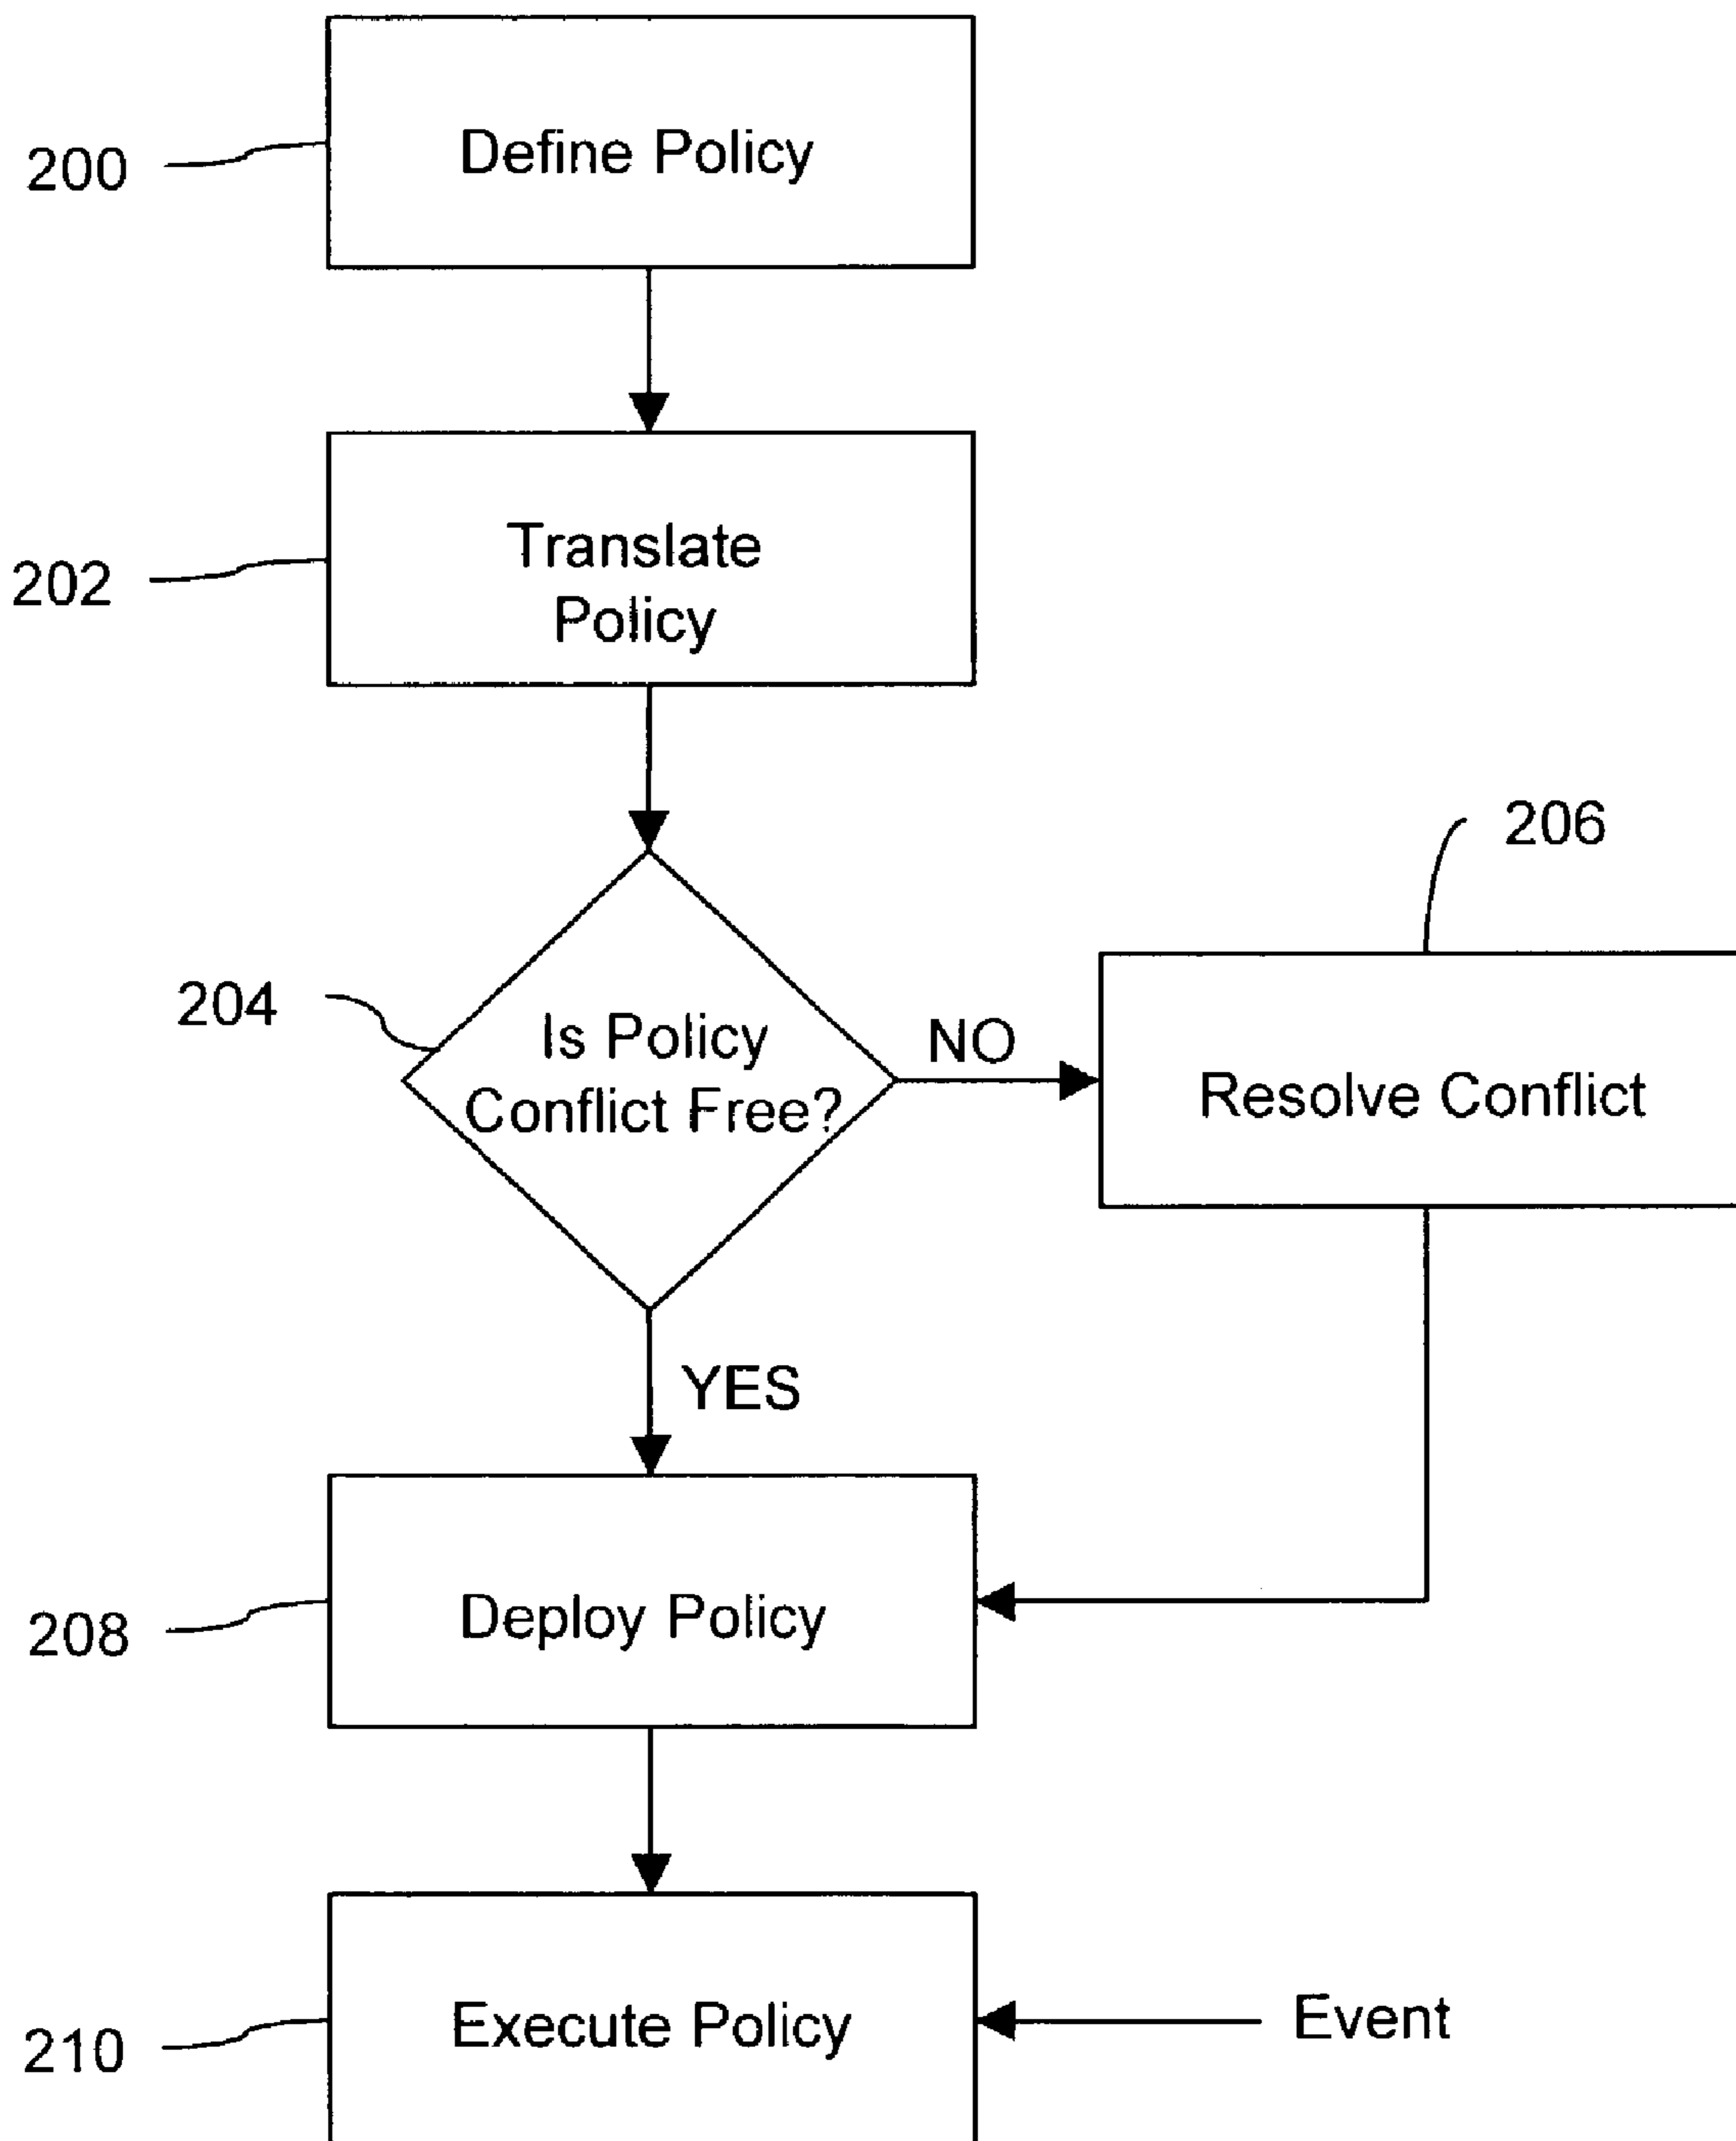 Define Policy
200
Translate
Policy
202
206
204
Is Policy
Conflict Free?
NO
Resolve Conflict
YES
Deploy Policy
208
Execute Policy
Event
210